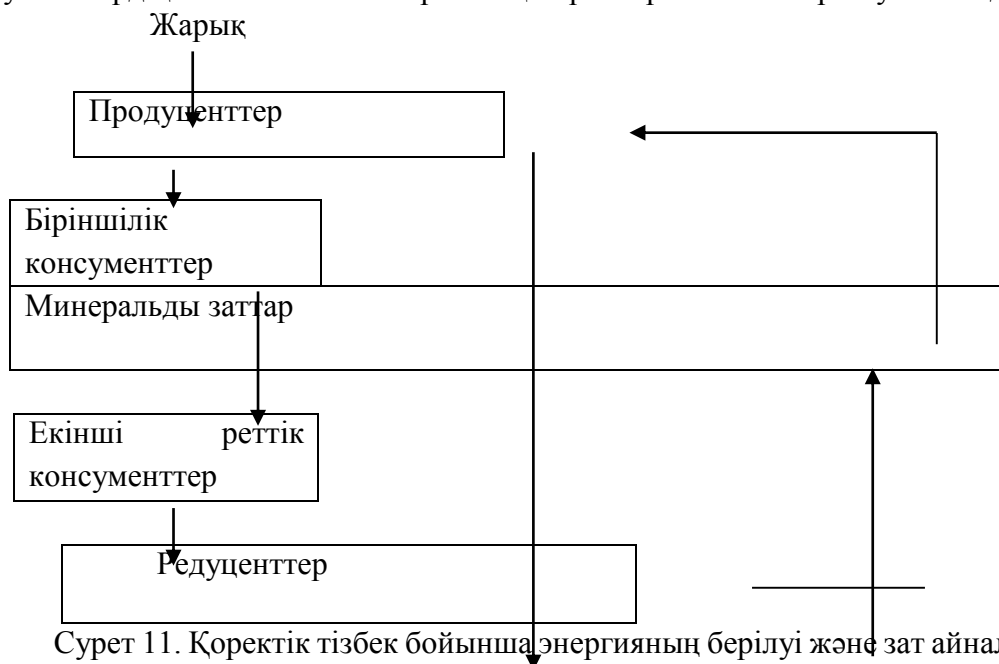 Жарық
Продуценттер
Біріншілік
консументтер
Минеральды заттар
Екінші реттік
консументтер
Редуценттер
Сурет 11. Қоректік тізбек бойынша энергияның берілуі және зат